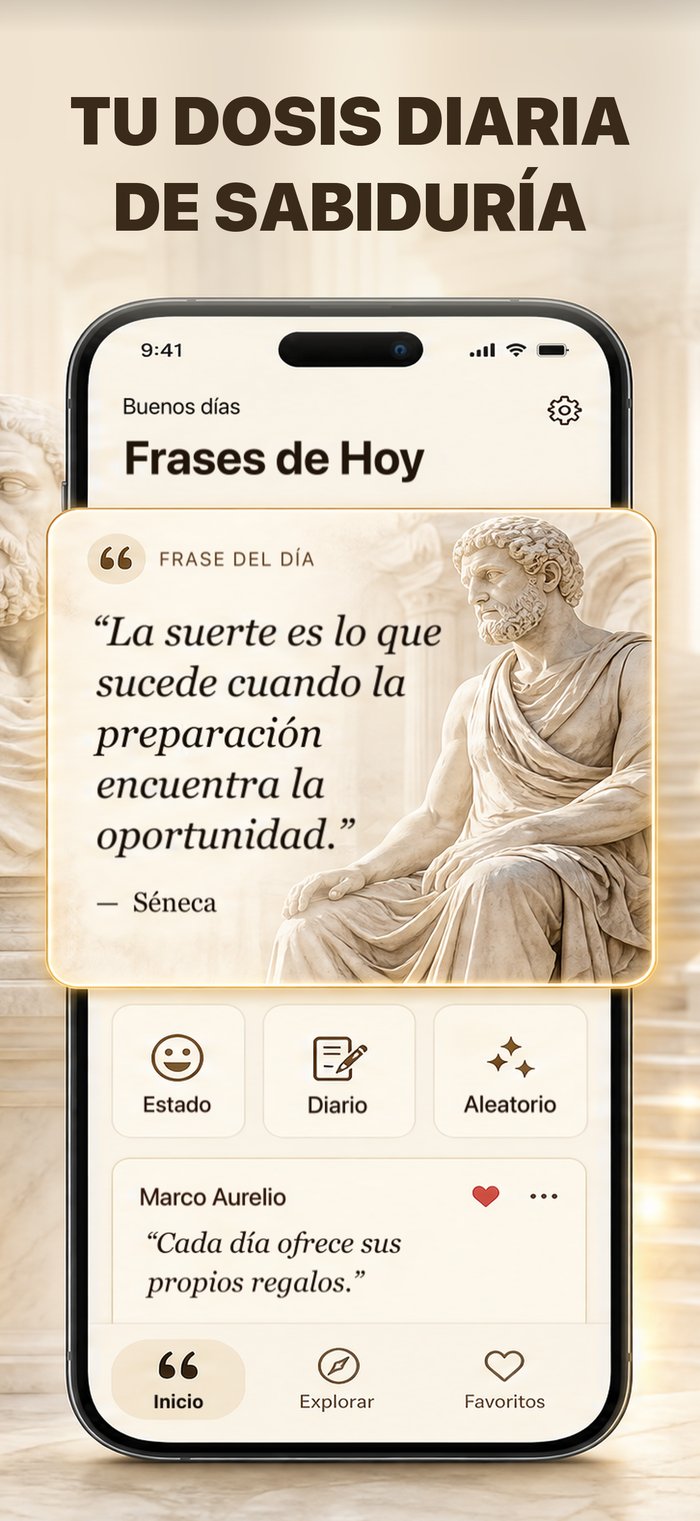 TU DOSIS DIARIA
DE SABIDURÍA
9:41
Buenos días
Frases de Hoy
FRASE DEL DÍA
“La suerte es lo que
sucede cuando la
preparación
encuentra la
oportunidad.”
— Séneca
Estado
Diario
Aleatorio
Marco Aurelio
“Cada día ofrece sus
propios regalos.”
Inicio
Explorar
Favoritos